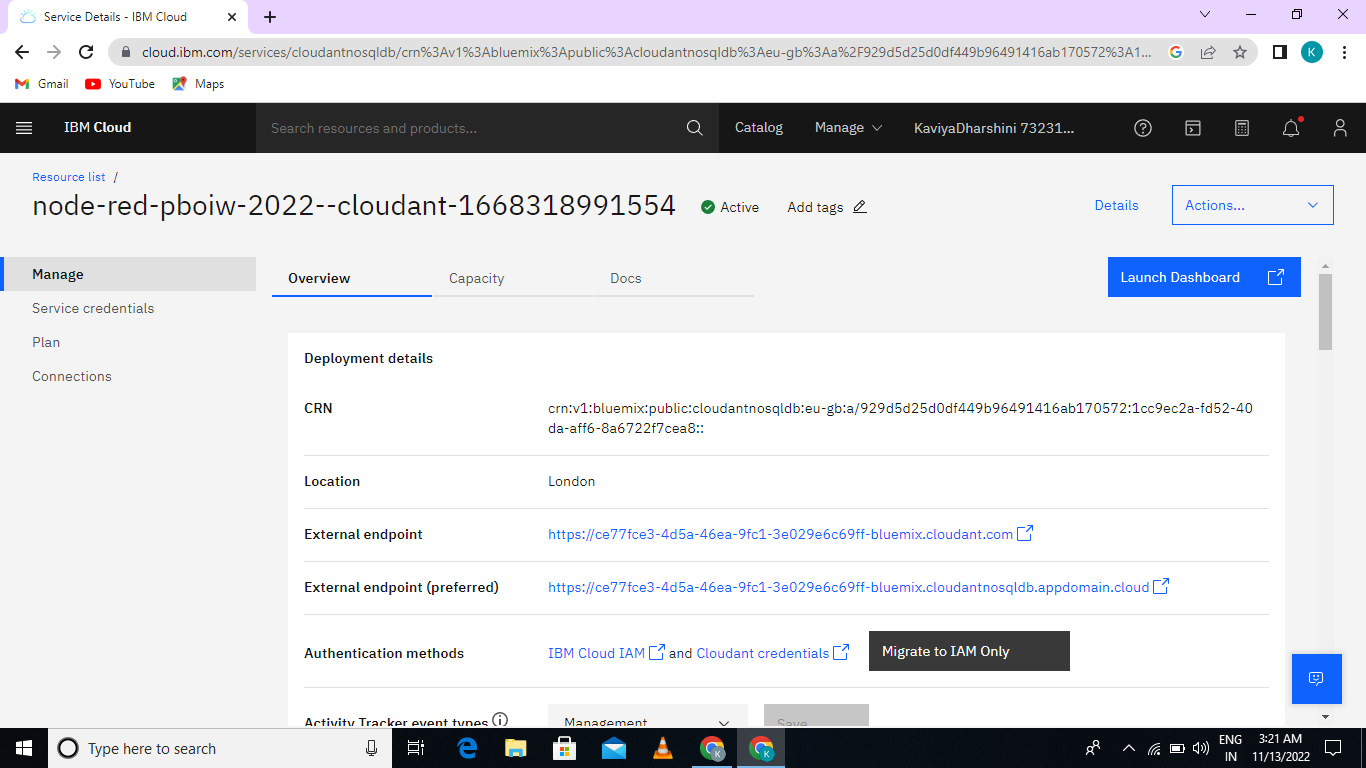 Service Details - IBM Cloud
cloud.ibm.com/services/cloudantnosqldb/crn%3Av1%3Abluemix%3Apublic%3Acloudantnosqldb%3Aeu-gb%3Aa%2F929d5d25d0df449b96491416ab170572%3A1...
K
Gmail
YouTube
Maps
IBM Cloud
Search resources and products...
Catalog
Manage
KaviyaDharshini 73231...
Resource list /
node-red-pboiw-2022--cloudant-1668318991554
Active
Add tags
Details
Actions...
Manage
Service credentials
Plan
Connections
Overview
Capacity
Docs
Launch Dashboard
Deployment details
CRN
crn:v1:bluemix:public:cloudantnosqldb:eu-gb:a/929d5d25d0df449b96491416ab170572:1cc9ec2a-fd52-40
da-aff6-8a6722f7cea8::
Location
London
External endpoint
https://ce77fce3-4d5a-46ea-9fc1-3e029e6c69ff-bluemix.cloudant.com
External endpoint (preferred)
https://ce77fce3-4d5a-46ea-9fc1-3e029e6c69ff-bluemix.cloudantnosqldb.appdomain.cloud
Authentication methods
IBM Cloud IAM and Cloudant credentials
Migrate to IAM Only
Activity Tracker event types
Management
Save
Type here to search
K
K
ENG
IN
3:21 AM
11/13/2022